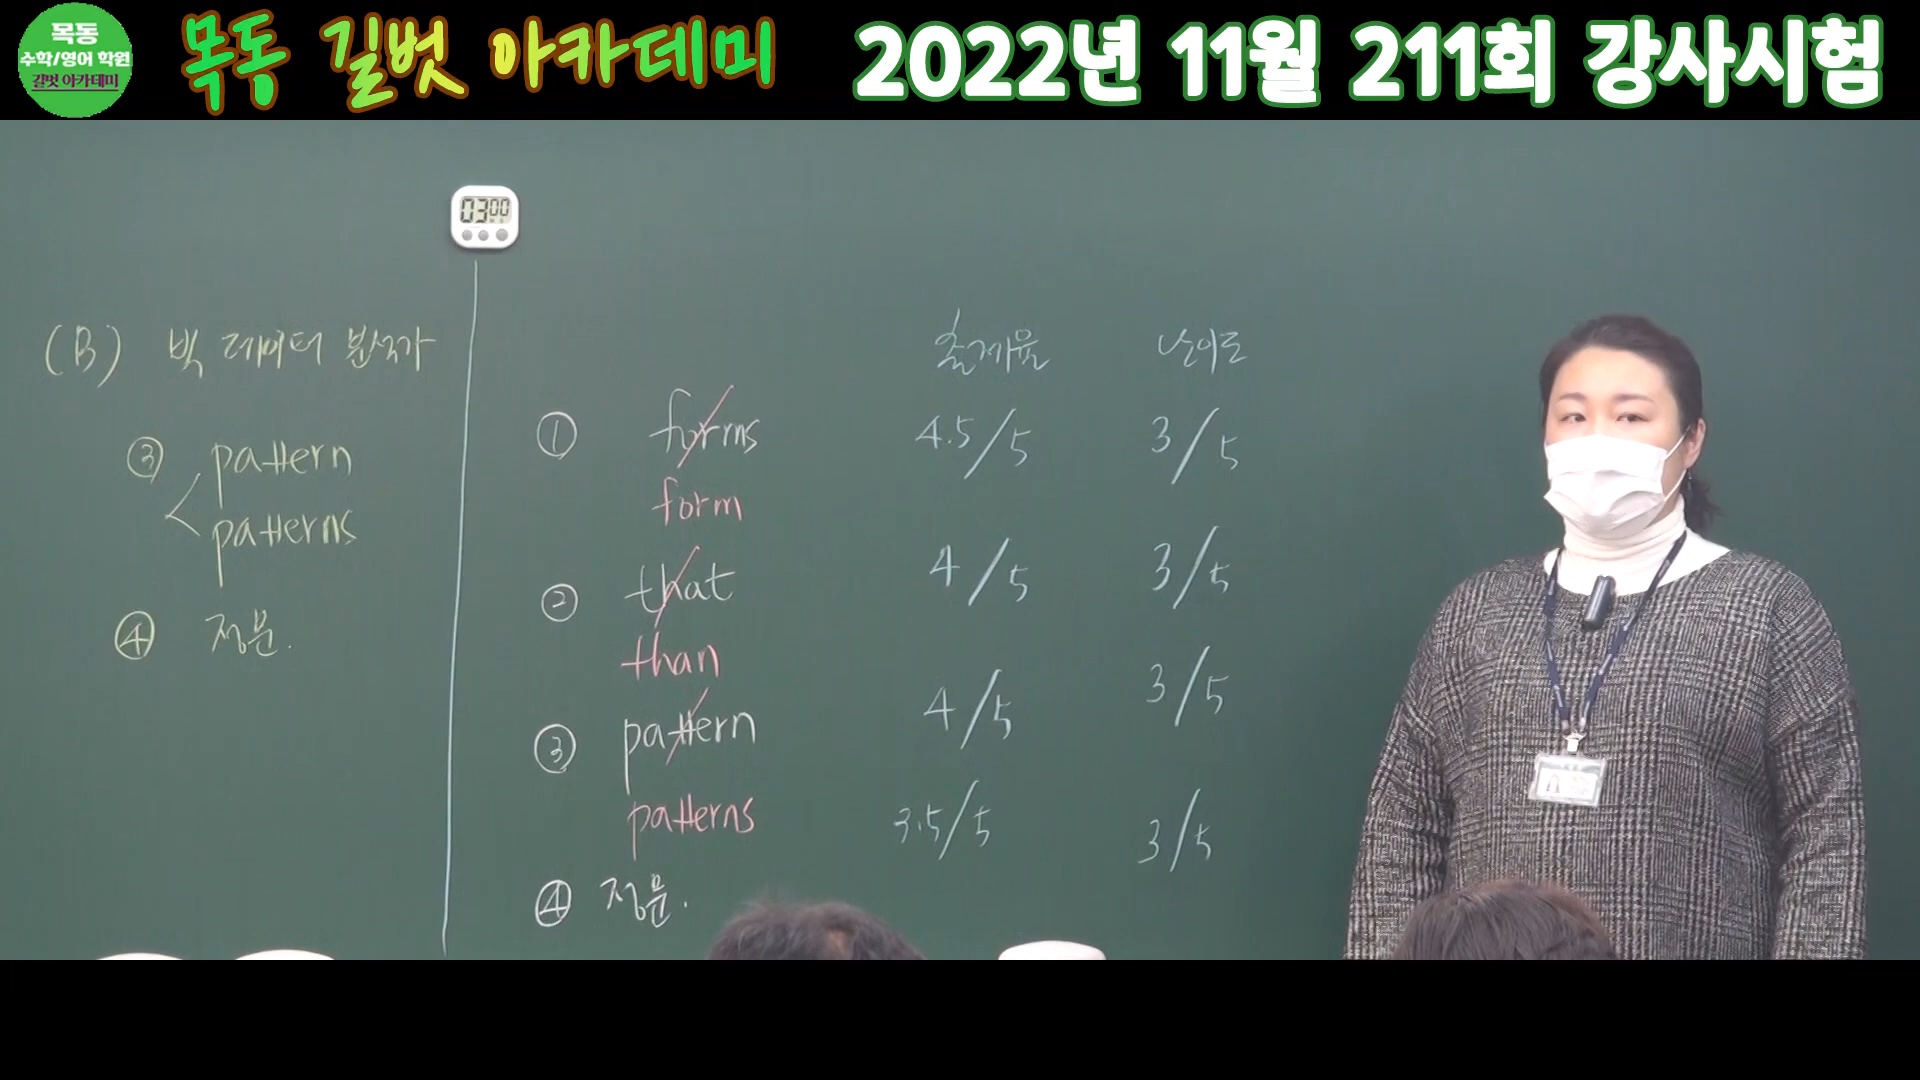 목동
수학/영어 학원
길벗 아카데미
목동 길벗 아카데미
2022년 11월 211회 강사시험
03 00
(B) 빅 데이터 분석가
③ pattern
patterns
④ 정문.
출제율 난이도
① forms 4.5/5 3/5
form
② that 4/5 3/5
than
③ pattern 4/5 3/5
patterns 3.5/5 3/5
④ 정문.